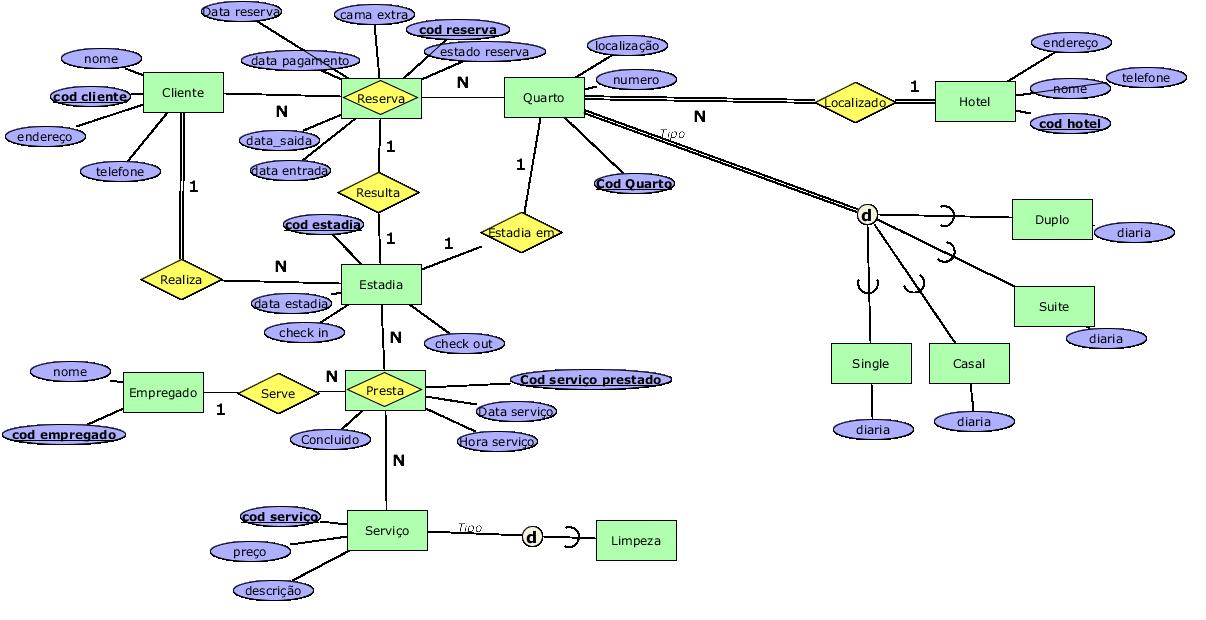 Data reserva
cama extra
cod reserva
estado reserva
data pagamento
localização
endereço
nome
telefone
numero
nome
Cliente
N
Reserva
N
Quarto
1
Localizado
Hotel
cod cliente
N
Tipo
cod hotel
endereço
data_saida
1
telefone
data entrada
1
Cod Quarto
1
Resulta
d
Duplo
diaria
cod estadia
1
1
Estadia em
Realiza
N
Estadia
data estadia
Suite
check in
N
check out
diaria
nome
Single
Casal
Empregado
Serve
N
Presta
Cod serviço prestado
1
Data serviço
cod empregado
Concluido
Hora serviço
diaria
diaria
N
cod serviço
Serviço
Tipo
d
Limpeza
preço
descrição